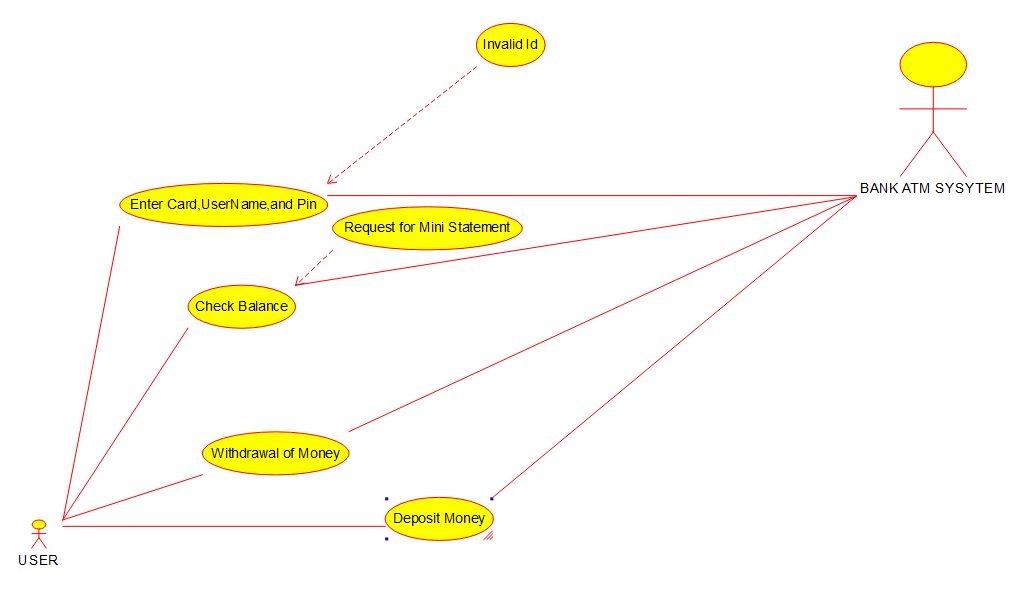 Invalid Id
BANK ATM SYSYTEM
Enter Card,UserName,and Pin
Request for Mini Statement
Check Balance
Withdrawal of Money
Deposit Money
USER